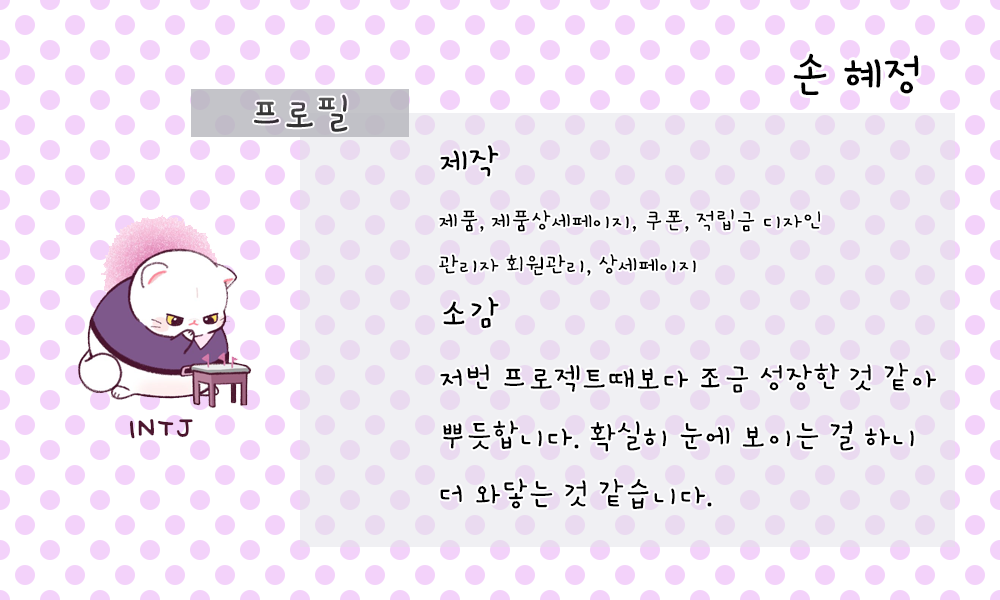 손 혜정
프로필
제작
제품, 제품상세페이지, 쿠폰, 적립금 디자인
관리자 회원관리, 상세페이지
소감
저번 프로젝트때보다 조금 성장한 것 같아
뿌듯합니다. 확실히 눈에 보이는 걸 하니
더 와닿는 것 같습니다.
INTJ